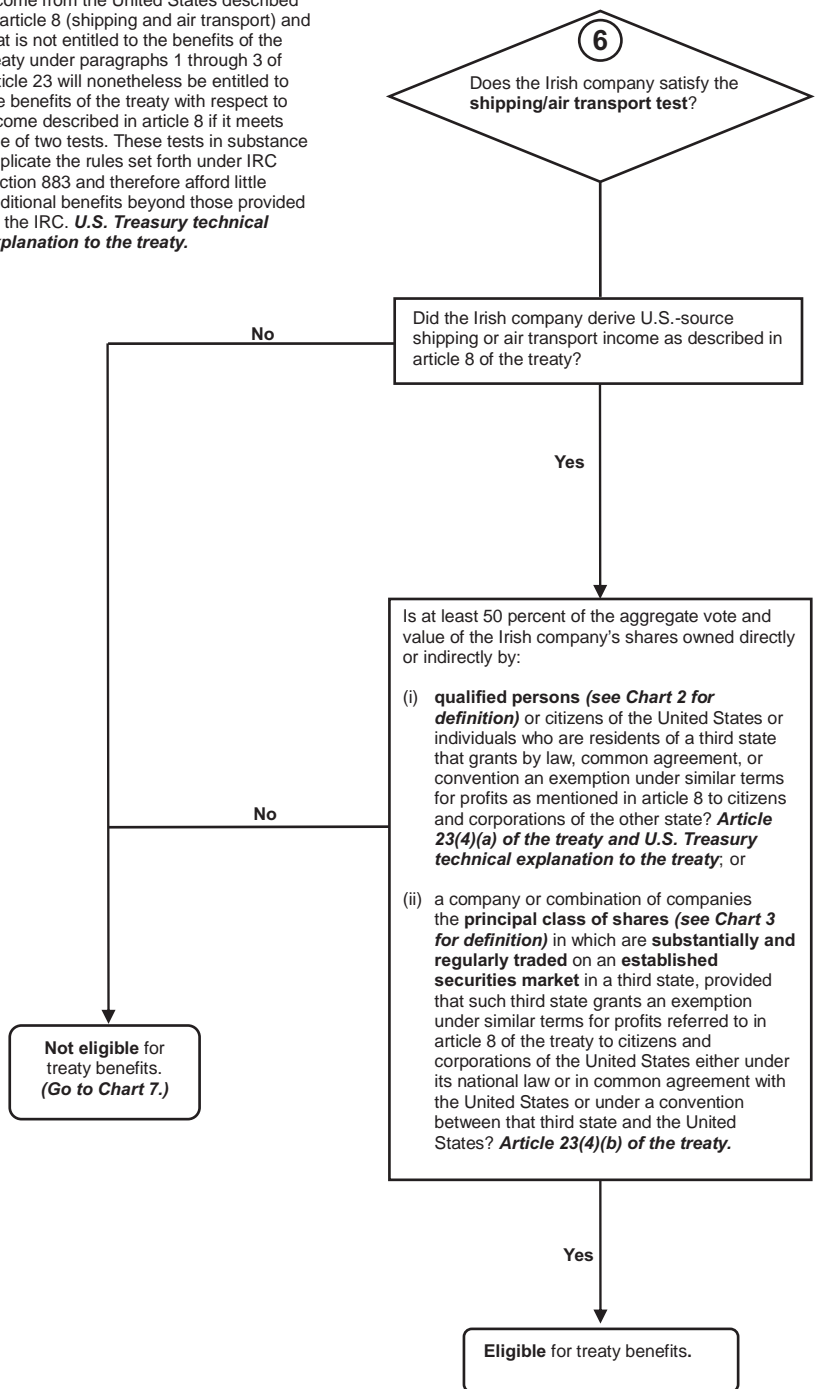 article 8 (shipping and air transport) and
is not entitled to the benefits of the
under paragraphs 1 through 3 of
23 will nonetheless be entitled to
benefits of the treaty with respect to
described in article 8 if it meets
of two tests. These tests in substance
the rules set forth under IRC
883 and therefore afford little
benefits beyond those provided
the IRC. U.S. Treasury technical
to the treaty.
6
Does the Irish company satisfy the
shipping/air transport test?
Did the Irish company derive U.S.-source
shipping or air transport income as described in
article 8 of the treaty?
No
Yes
Is at least 50 percent of the aggregate vote and
value of the Irish company's shares owned directly
or indirectly by:
(i) qualified persons (see Chart 2 for
definition) or citizens of the United States or
individuals who are residents of a third state
that grants by law, common agreement, or
convention an exemption under similar terms
for profits as mentioned in article 8 to citizens
and corporations of the other state? Article
23(4)(a) of the treaty and U.S. Treasury
technical explanation to the treaty; or
(ii) a company or combination of companies
the principal class of shares (see Chart 3
for definition) in which are substantially and
regularly traded on an established
securities market in a third state, provided
that such third state grants an exemption
under similar terms for profits referred to in
article 8 of the treaty to citizens and
corporations of the United States either under
its national law or in common agreement with
the United States or under a convention
between that third state and the United
States? Article 23(4)(b) of the treaty.
No
Not eligible for
treaty benefits.
(Go to Chart 7.)
Yes
Eligible for treaty benefits.